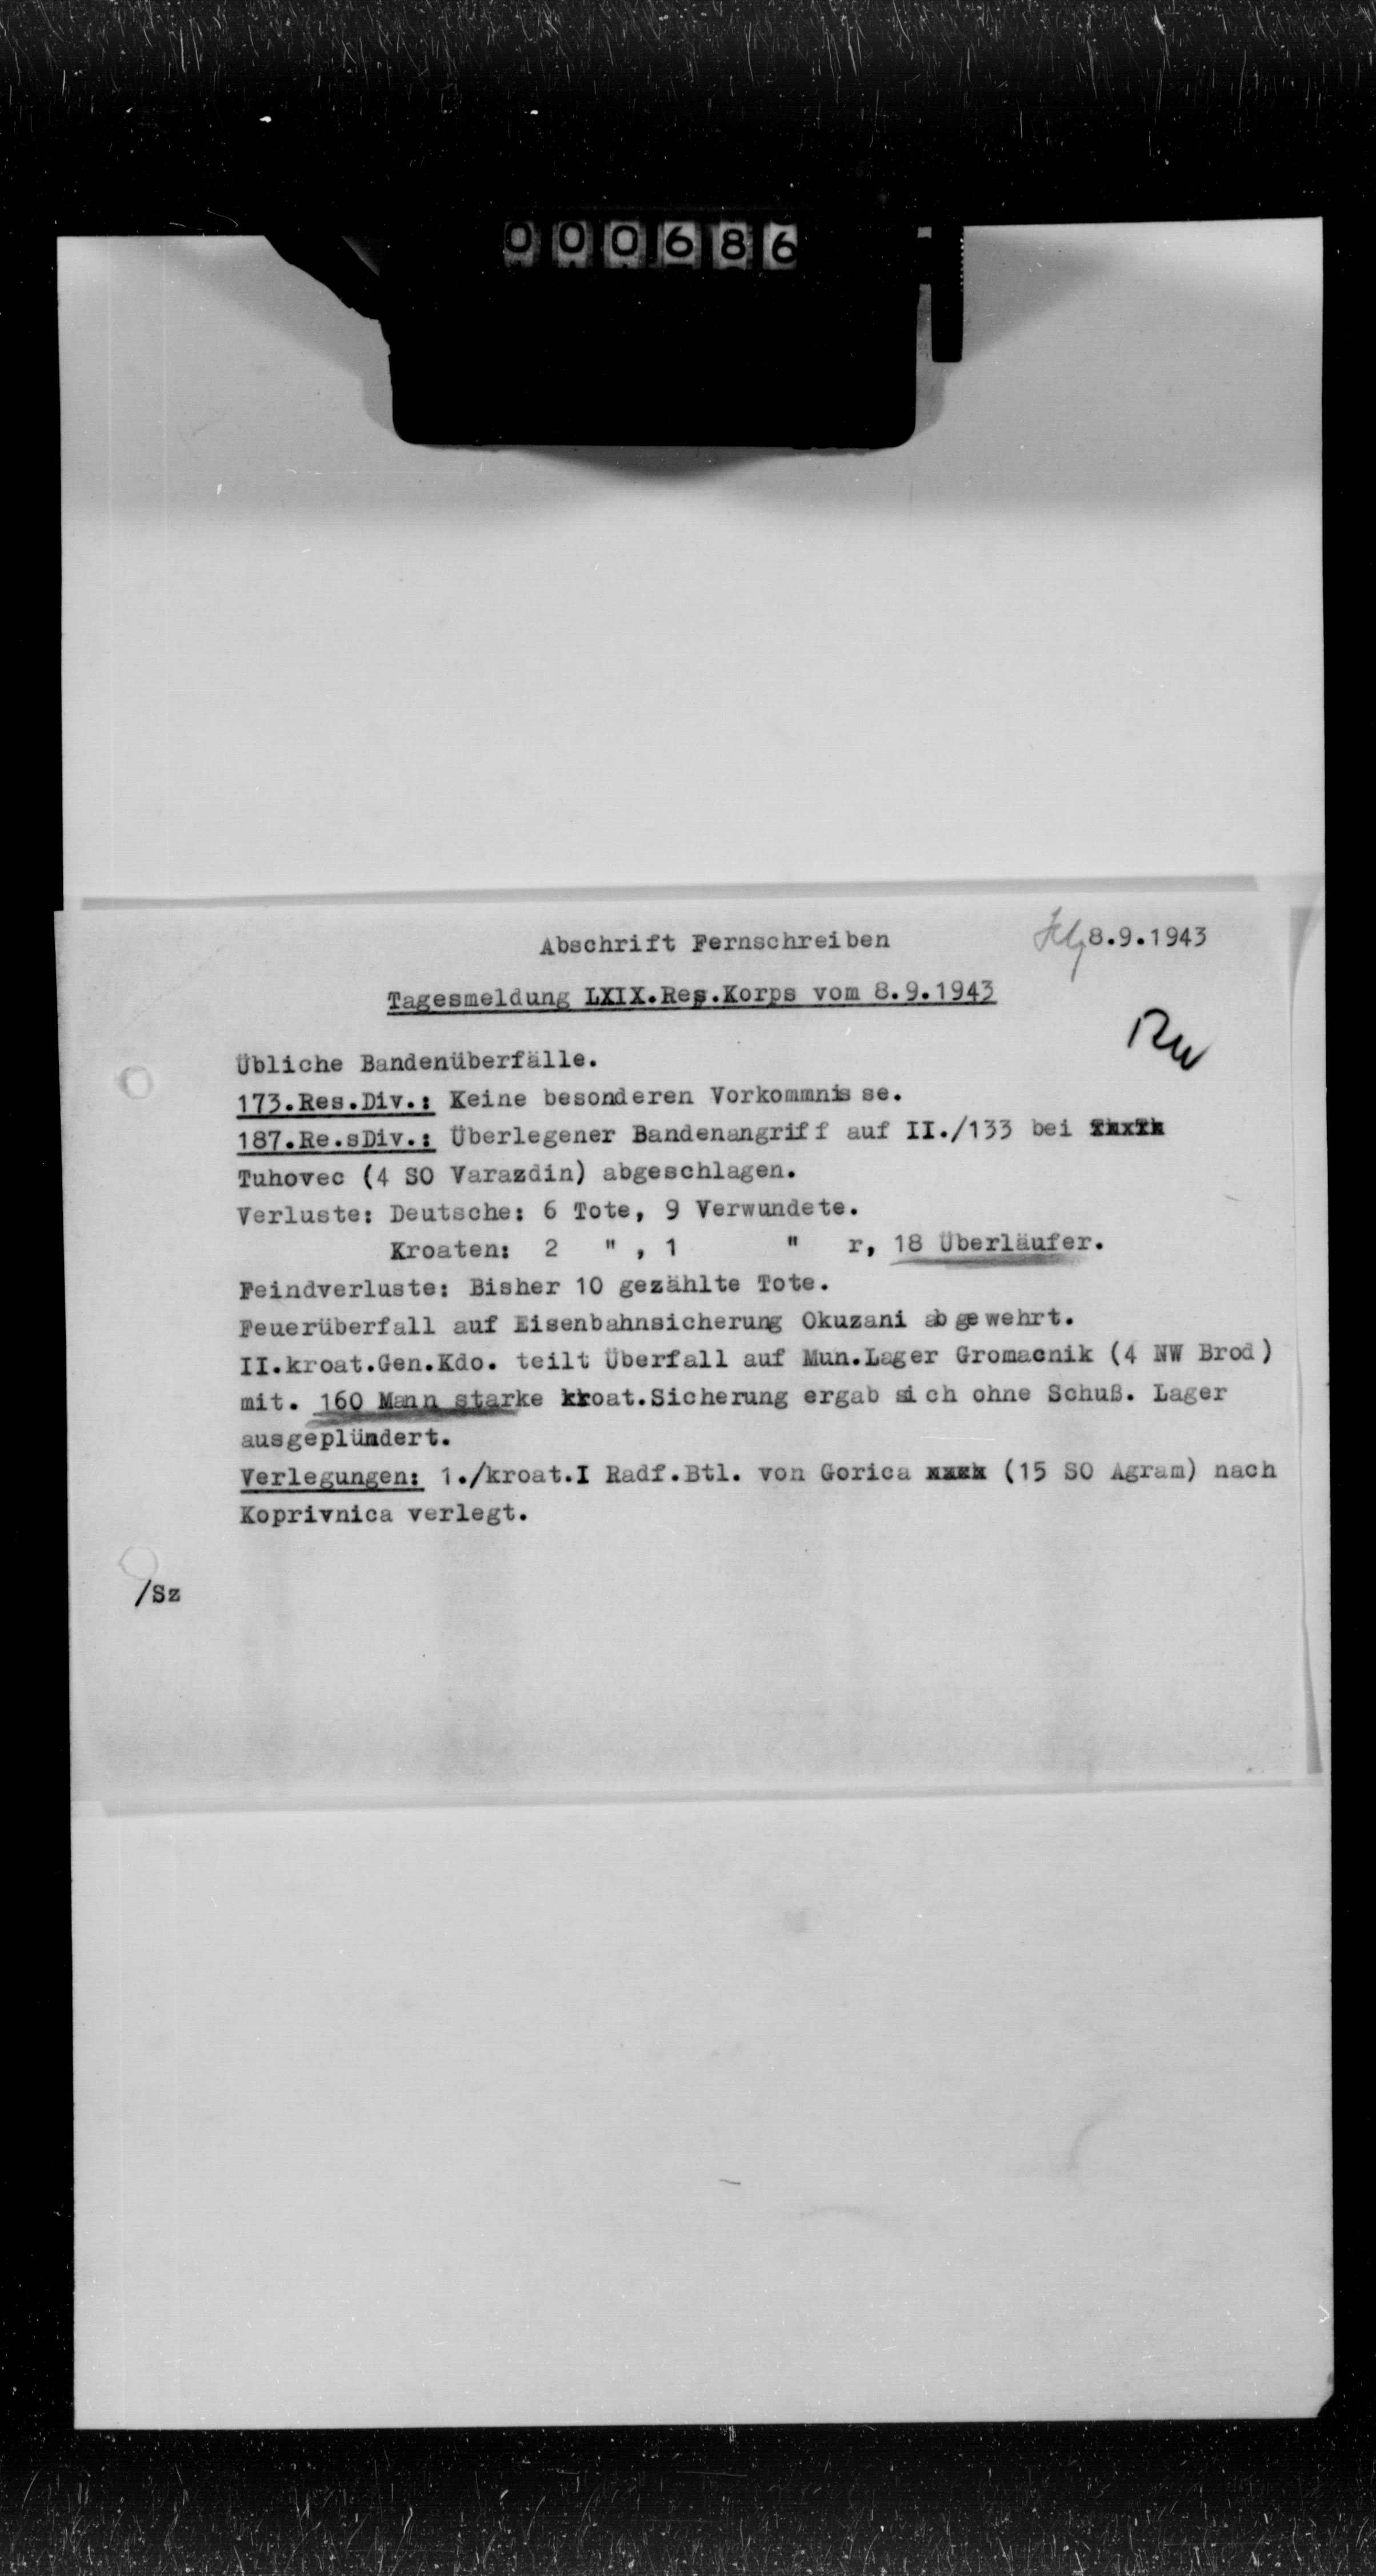 000686
Abschrift Fernschreiben 8.9.1943
Tagesmeldung LXIX.Res.Korps vom 8.9.1943
Übliche Bandenüberfälle.
173.Res.Div.: Keine besonderen Vorkommnis se.
187.Re.sDiv.: Überlegener Bandenangriff auf II./133 bei
Tuhovec (4 SO Varazdin) abgeschlagen.
Verluste: Deutsche: 6 Tote, 9 Verwundete.
Kroaten: 2 " , 1 " r, 18 Überläufer.
Feindverluste: Bisher 10 gezählte Tote.
Feuerüberfall auf Eisenbahnsicherung Okuzani ab ge wehrt.
II.kroat.Gen.Kdo. teilt Überfall auf Mun.Lager Gromacnik (4 NW Brod)
mit. 160 Mann starke kroat.Sicherung ergab sich ohne Schuß. Lager
ausgeplündert.
Verlegungen: 1./kroat.I Radf.Btl. von Gorica xxxx (15 SO Agram) nach
Koprivnica verlegt.
/Sz